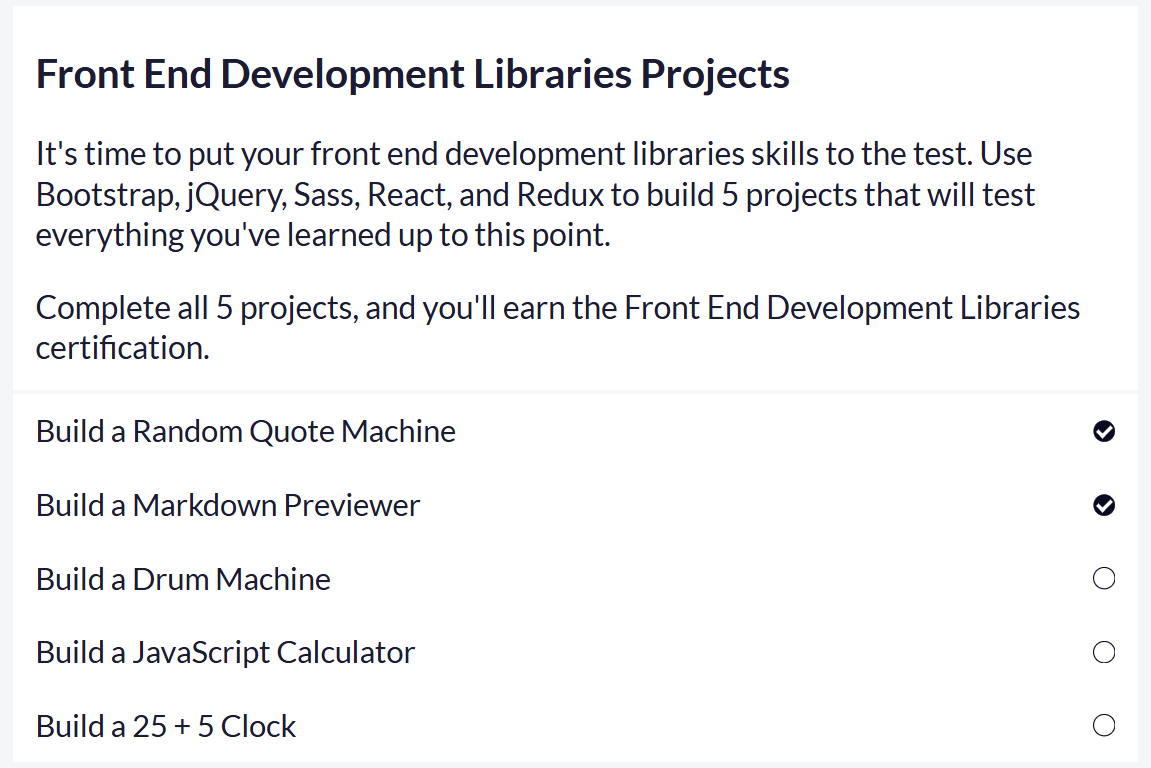 Front End Development Libraries Projects
It's time to put your front end development libraries skills to the test. Use
Bootstrap, jQuery, Sass, React, and Redux to build 5 projects that will test
everything you've learned up to this point.
Complete all 5 projects, and you'll earn the Front End Development Libraries
certification.
Build a Random Quote Machine
Build a Markdown Previewer
Build a Drum Machine
Build a JavaScript Calculator
Build a 25 + 5 Clock